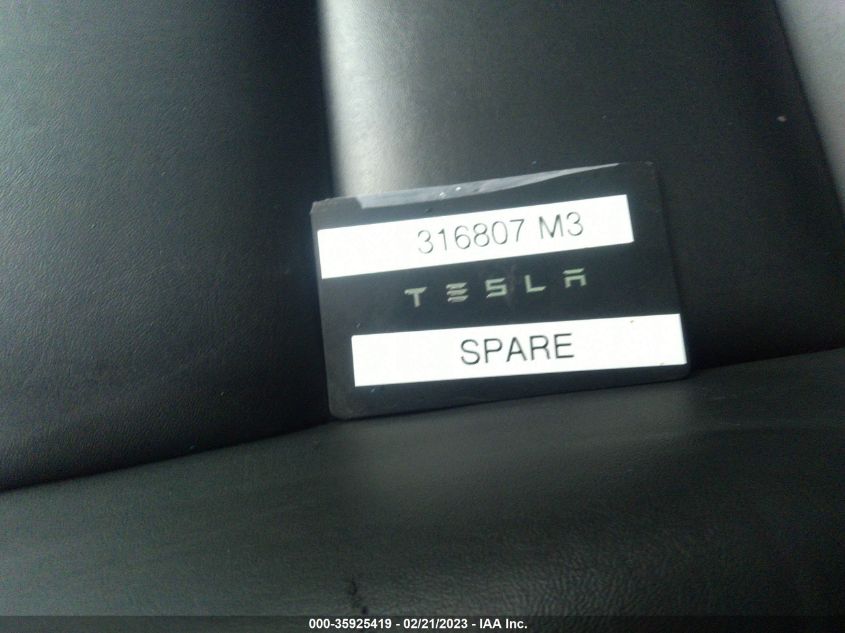 316807 M3
TESLA
SPARE
000-35925419 - 02/21/2023 - IAA Inc.